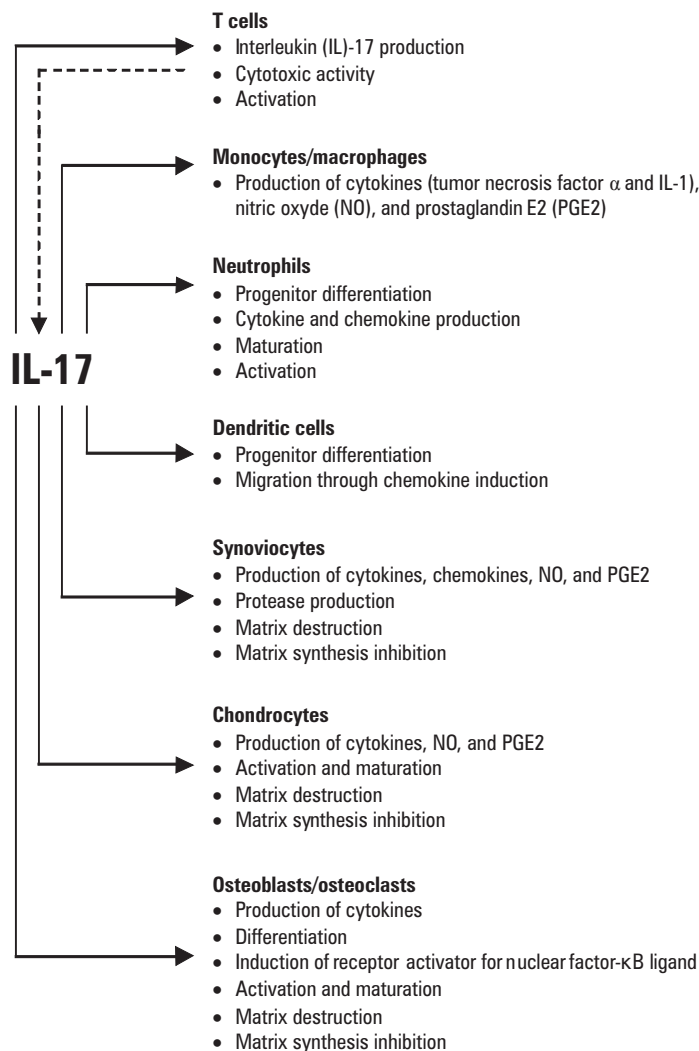 T cells
• Interleukin (IL)-17 production
• Cytotoxic activity
• Activation
Monocytes/macrophages
• Production of cytokines (tumor necrosis factor α and IL-1),
nitric oxyde (NO), and prostaglandin E2 (PGE2)
Neutrophils
• Progenitor differentiation
• Cytokine and chemokine production
• Maturation
• Activation
IL-17
Dendritic cells
• Progenitor differentiation
• Migration through chemokine induction
Synoviocytes
• Production of cytokines, chemokines, NO, and PGE2
• Protease production
• Matrix destruction
• Matrix synthesis inhibition
Chondrocytes
• Production of cytokines, NO, and PGE2
• Activation and maturation
• Matrix destruction
• Matrix synthesis inhibition
Osteoblasts/osteoclasts
• Production of cytokines
• Differentiation
• Induction of receptor activator for nuclear factor-κB ligand
• Activation and maturation
• Matrix destruction
• Matrix synthesis inhibition